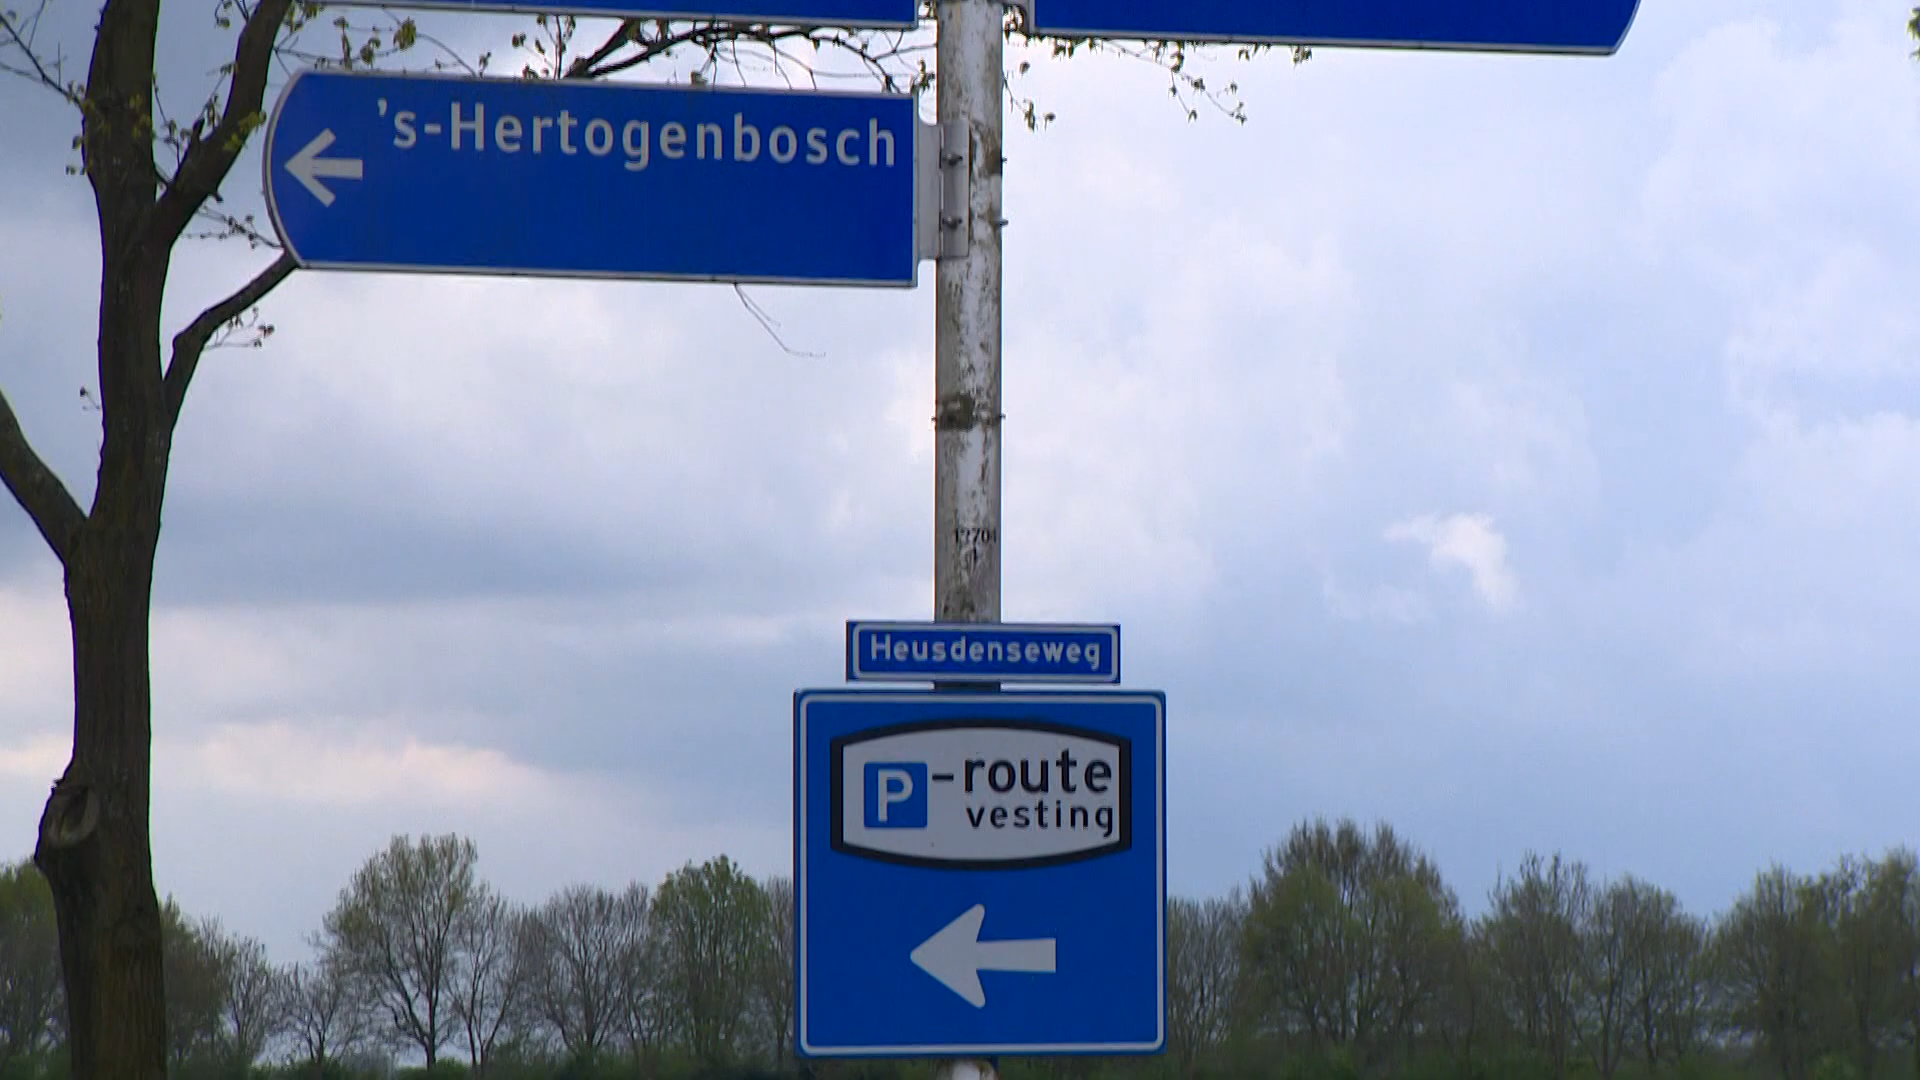 's-Hertogenbosch
Heusdenseweg
P-route
vesting